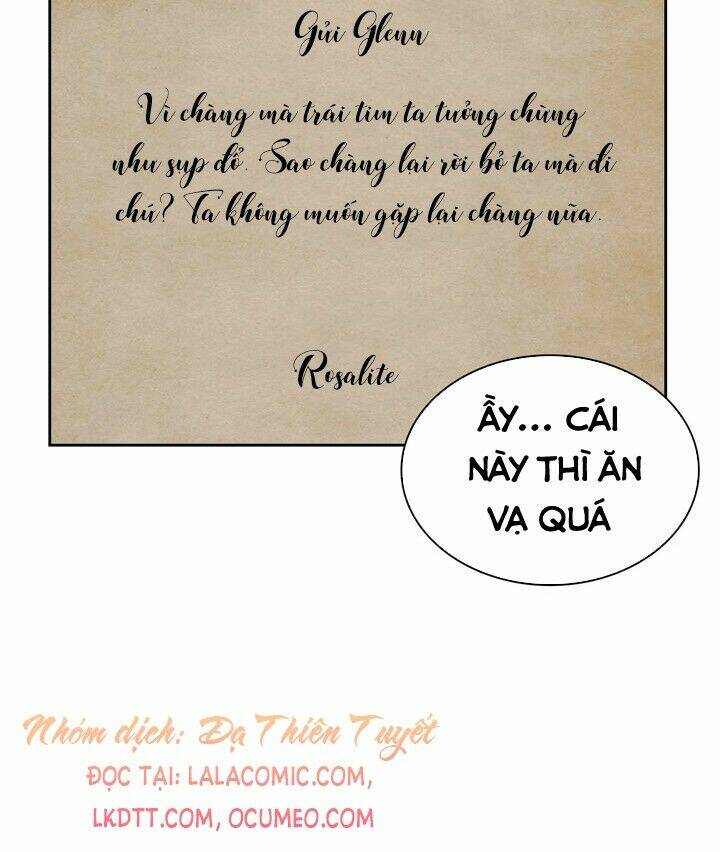 Gửi Glenn
Vì chàng mà trái tim ta tưởng chừng
như sụp đổ. Sao chàng lại rời bỏ ta mà đi
chứ? Ta không muốn gặp lại chàng nữa.
Rosalite
ẦY... CÁI
NÀY THÌ ĂN
VẠ QUÁ
Nhóm dịch: Dạ Thiên Tuyết
ĐỌC TẠI: LALACOMIC.COM,
LKDTT.COM, OCUMEO.COM